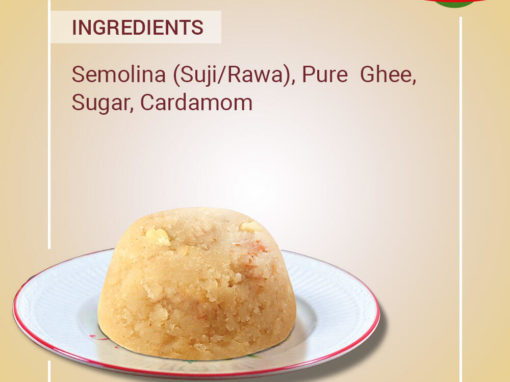 INGREDIENTS
Semolina (Suji/Rawa), Pure  Ghee,
Sugar, Cardamom